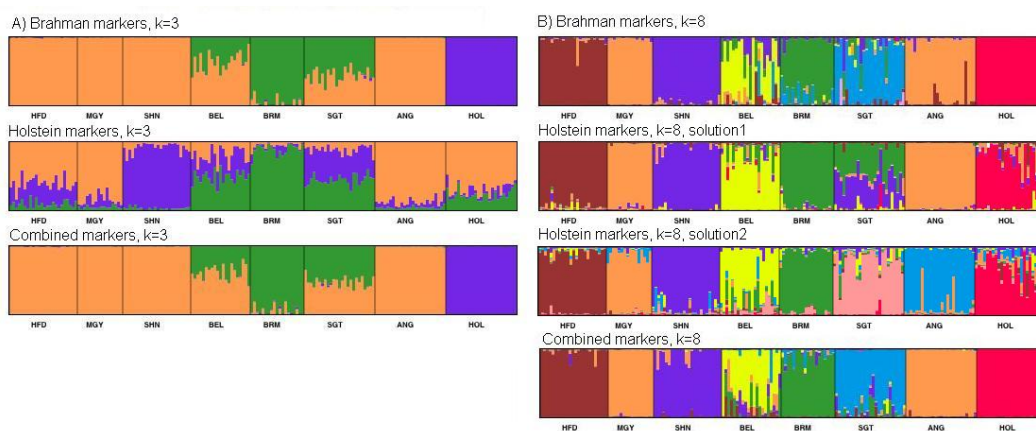 A) Brahman markers, k=3
HFD MGY SHN BEL BRM SGT ANG HOL
Holstein markers, k=3
HFD MGY SHN BEL BRM SGT ANG HOL
Combined markers, k=3
HFD MGY SHN BEL BRM SGT ANG HOL
B) Brahman markers, k=8
HFD MGY SHN BEL BRM SGT ANG HOL
Holstein markers, k=8, solution1
HFD MGY SHN BEL BRM SGT ANG HOL
Holstein markers, k=8, solution2
HFD MGY SHN BEL BRM SGT ANG HOL
Combined markers, k=8
HFD MGY SHN BEL BRM SGT ANG HOL